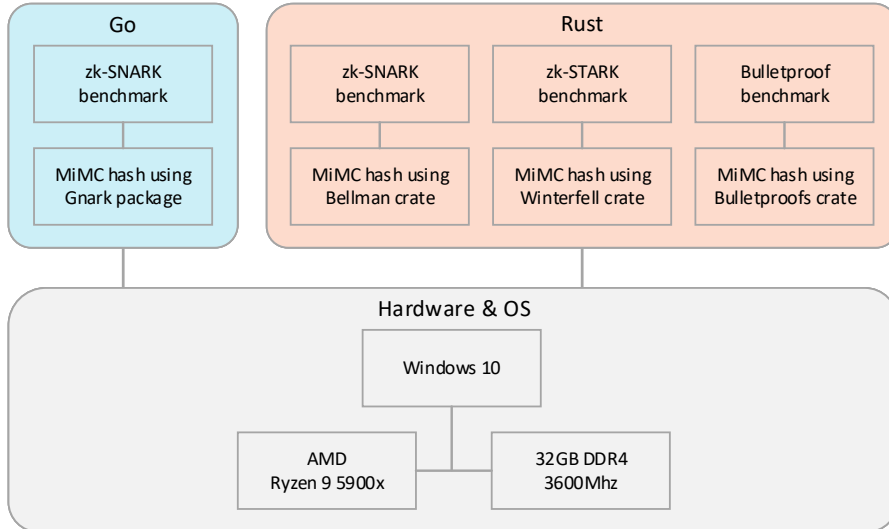 Go
zk-SNARK
benchmark
MiMC hash using
Gnark package
Rust
zk-SNARK
benchmark
zk-STARK
benchmark
Bulletproof
benchmark
MiMC hash using
Bellman crate
MiMC hash using
Winterfell crate
MiMC hash using
Bulletproofs crate
Hardware & OS
Windows 10
AMD
Ryzen 9 5900x
32GB DDR4
3600Mhz